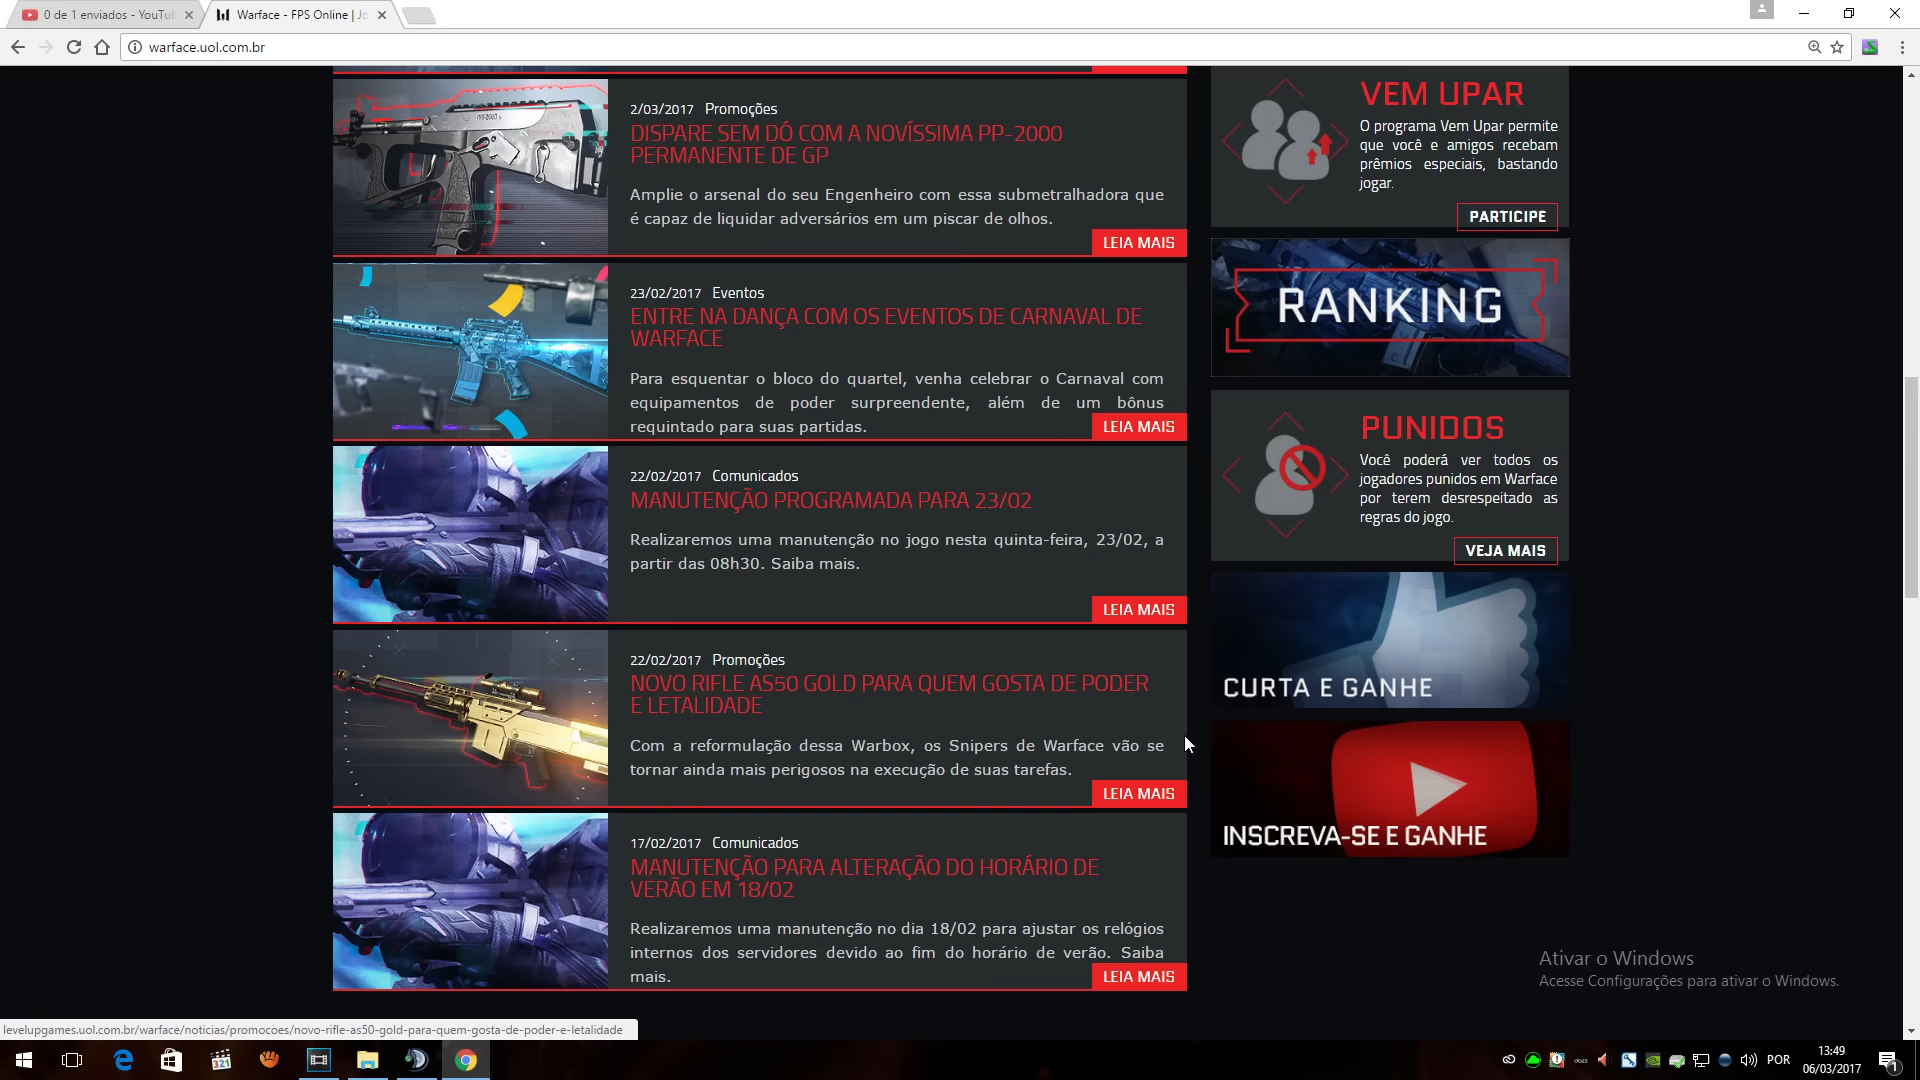 0 de 1 enviados - YouTu
Warface - FPS Online | Jo
warface.uol.com.br
2/03/2017 Promoções
DISPARE SEM DÓ COM A NOVÍSSIMA PP-2000
PERMANENTE DE GP
Amplie o arsenal do seu Engenheiro com essa submetralhadora que
é capaz de liquidar adversários em um piscar de olhos.
LEIA MAIS
23/02/2017 Eventos
ENTRE NA DANÇA COM OS EVENTOS DE CARNAVAL DE
WARFACE
Para esquentar o bloco do quartel, venha celebrar o Carnaval com
equipamentos de poder surpreendente, além de um bônus
requintado para suas partidas.
LEIA MAIS
22/02/2017 Comunicados
MANUTENÇÃO PROGRAMADA PARA 23/02
Realizaremos uma manutenção no jogo nesta quinta-feira, 23/02, a
partir das 08h30. Saiba mais.
LEIA MAIS
22/02/2017 Promoções
NOVO RIFLE AS50 GOLD PARA QUEM GOSTA DE PODER
E LETALIDADE
Com a reformulação dessa Warbox, os Snipers de Warface vão se
tornar ainda mais perigosos na execução de suas tarefas.
LEIA MAIS
17/02/2017 Comunicados
MANUTENÇÃO PARA ALTERAÇÃO DO HORÁRIO DE
VERÃO EM 18/02
Realizaremos uma manutenção no dia 18/02 para ajustar os relógios
internos dos servidores devido ao fim do horário de verão. Saiba
mais.
LEIA MAIS
VEM UPAR
O programa Vem Upar permite
que você e amigos recebam
prêmios especiais, bastando
jogar.
PARTICIPE
RANKING
PUNIDOS
Você poderá ver todos os
jogadores punidos em Warface
por terem desrespeitado as
regras do jogo.
VEJA MAIS
CURTA E GANHE
INSCREVA-SE E GANHE
Ativar o Windows
Acesse Configurações para ativar o Windows.
levelupgames.uol.com.br/warface/noticias/promocoes/novo-rifle-as50-gold-para-quem-gosta-de-poder-e-letalidade
321
POR
13:49
06/03/2017
1